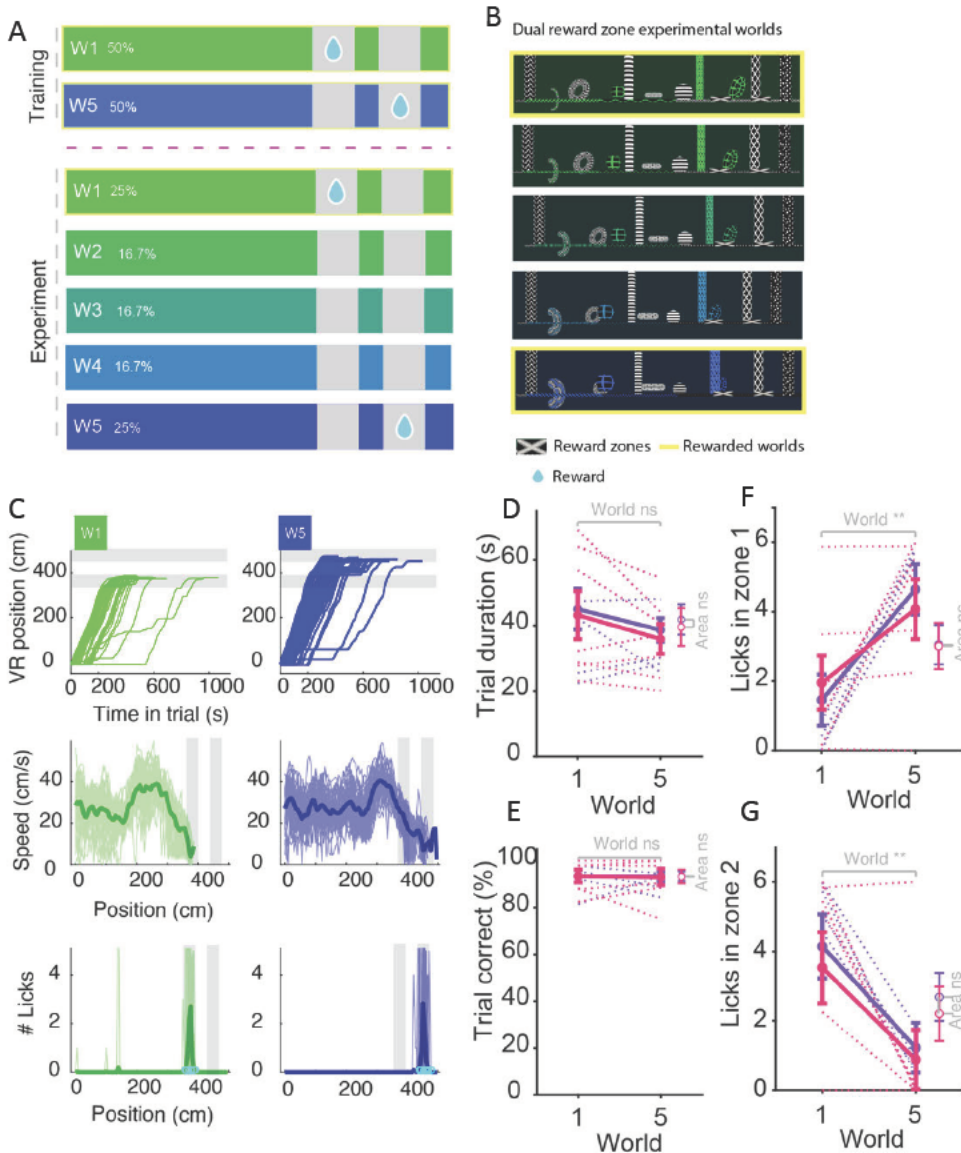 A
Training
W1 50%
W5 50%
Experiment
W1 25%
W2 16.7%
W3 16.7%
W4 16.7%
W5 25%
B
Dual reward zone experimental worlds
Reward zones
Rewarded worlds
Reward
C
W1
W5
VR position (cm)
400
200
0
0 200 600 1000
0 200 600 1000
Time in trial (s)
Speed (cm/s)
40
20
0
40
20
0
0 200 400
0 200 400
Position (cm)
Position (cm)
# Licks
4
2
0
4
2
0
0 200 400
0 200 400
Position (cm)
Position (cm)
D
World ns
Trial duration (s)
60
40
20
0
Area ns
1 5
World
E
World ns
Trial correct (%)
100
80
60
40
20
0
Area ns
1 5
World
F
World **
Licks in zone 1
6
4
2
0
Area ns
1 5
World
G
World **
Licks in zone 2
6
4
2
0
Area ns
1 5
World